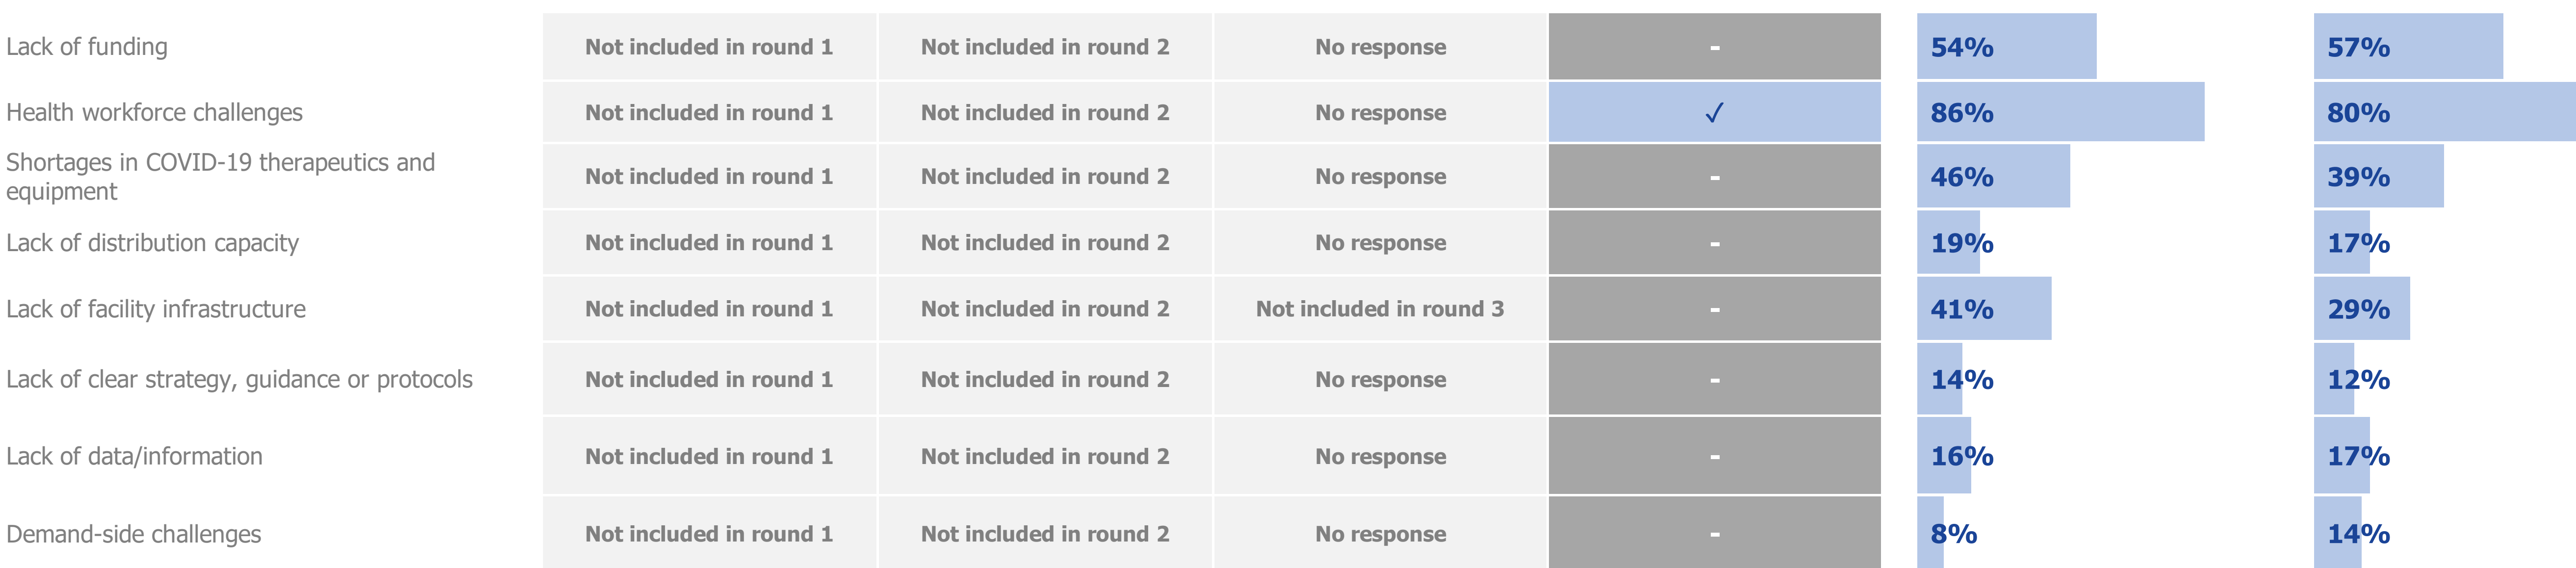 Lack of funding Not included in round 1 Not included in round 2 No response - 54% 57%
Health workforce challenges Not included in round 1 Not included in round 2 No response ✓ 86% 80%
Shortages in COVID-19 therapeutics and
equipment Not included in round 1 Not included in round 2 No response - 46% 39%
Lack of distribution capacity Not included in round 1 Not included in round 2 No response - 19% 17%
Lack of facility infrastructure Not included in round 1 Not included in round 2 Not included in round 3 - 41% 29%
Lack of clear strategy, guidance or protocols Not included in round 1 Not included in round 2 No response - 14% 12%
Lack of data/information Not included in round 1 Not included in round 2 No response - 16% 17%
Demand-side challenges Not included in round 1 Not included in round 2 No response - 8% 14%